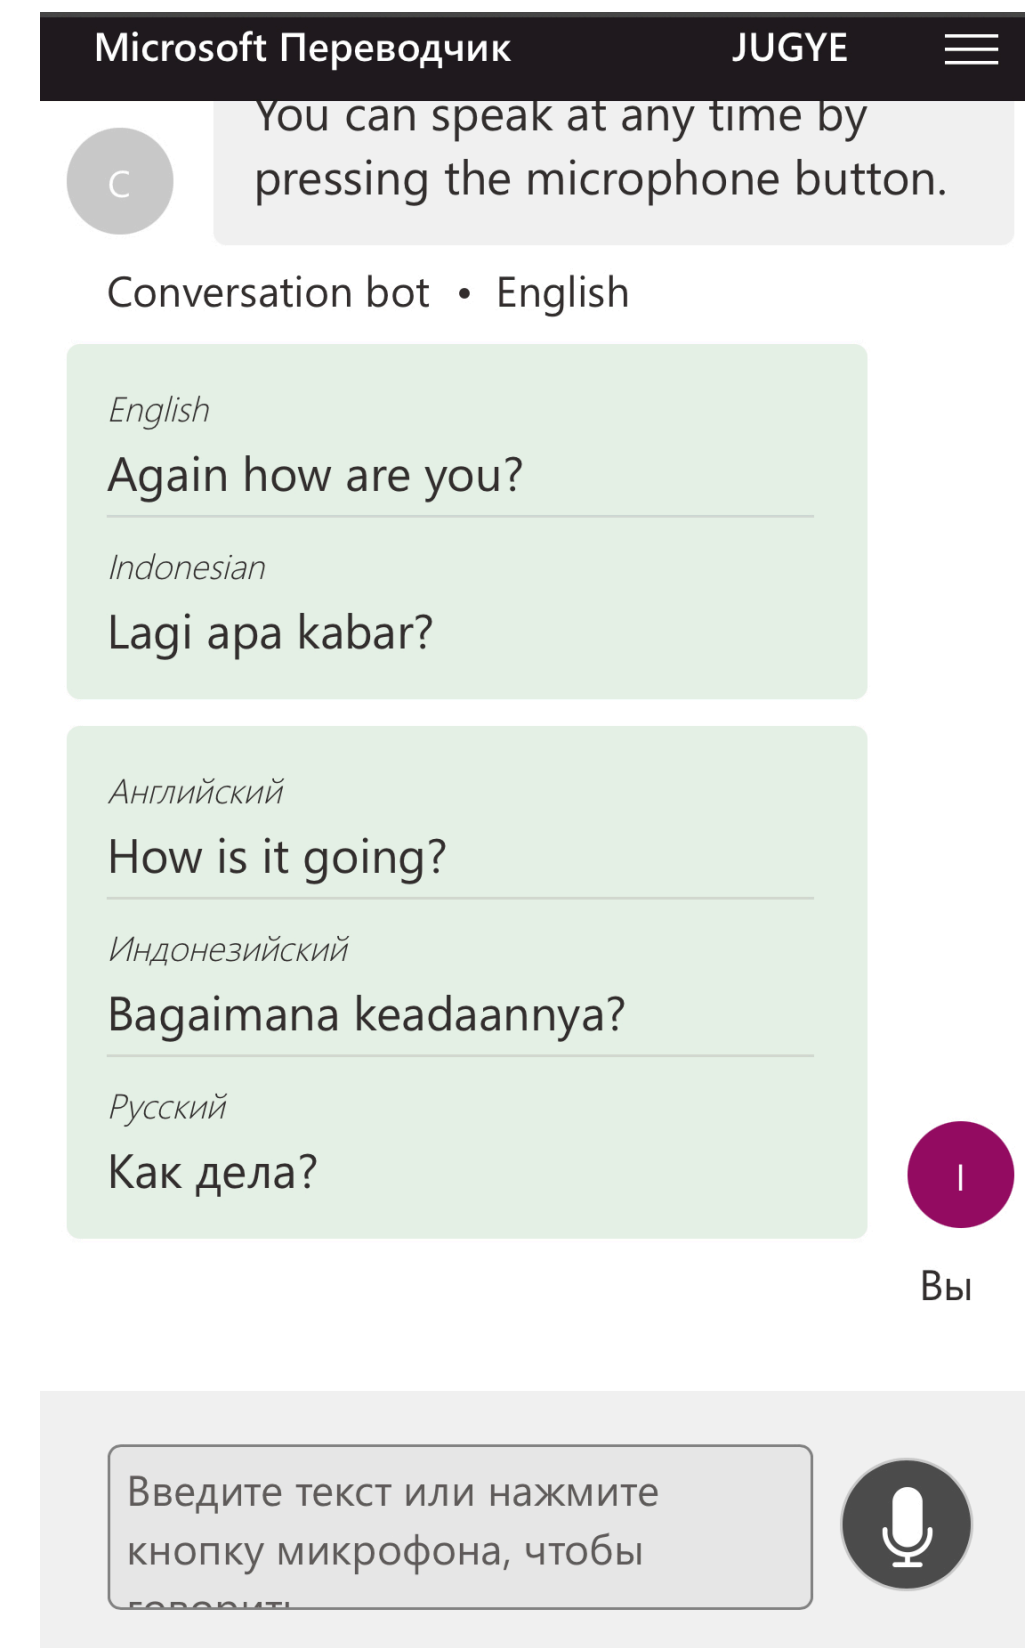 Microsoft Переводчик JUGYE
You can speak at any time by
pressing the microphone button.
C
Conversation bot • English
English
Again how are you?
Indonesian
Lagi apa kabar?
Английский
How is it going?
Индонезийский
Bagaimana keadaannya?
Русский
Как дела?
I
Вы
Введите текст или нажмите
кнопку микрофона, чтобы
говорить